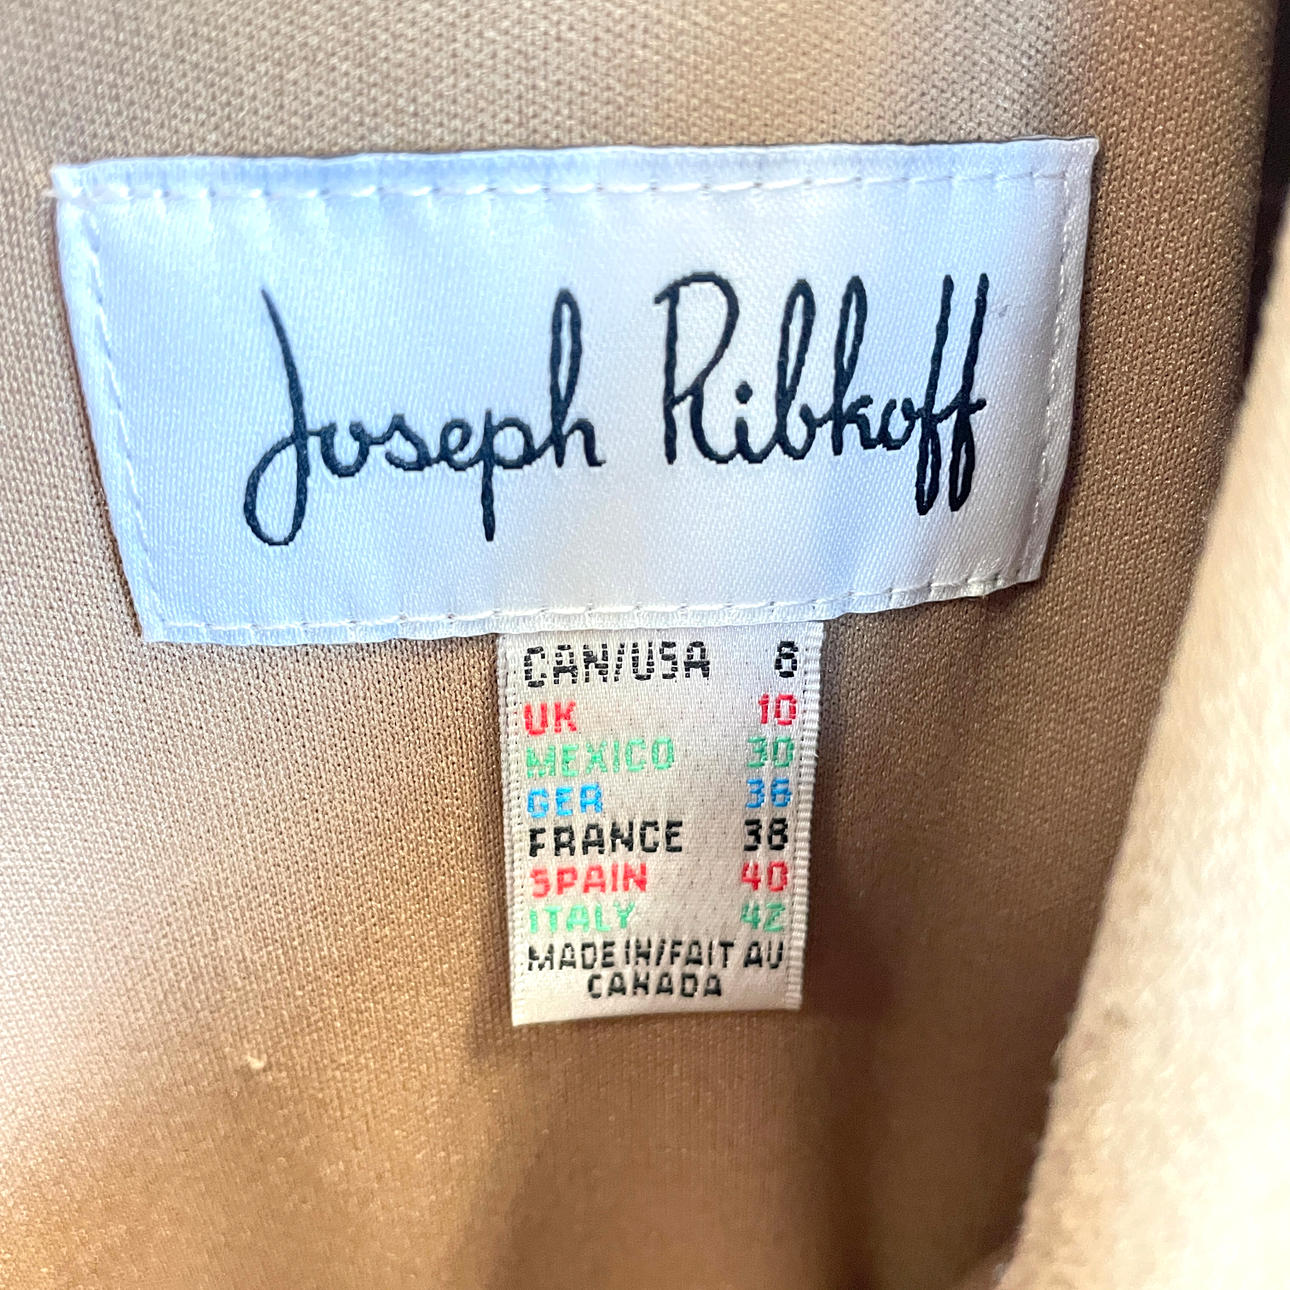 Joseph Ribkoff
CAN/USA 8
UK 10
MEXICO 30
GER 36
FRANCE 38
SPAIN 40
ITALY 42
MADE IN/FAIT AU
CANADA